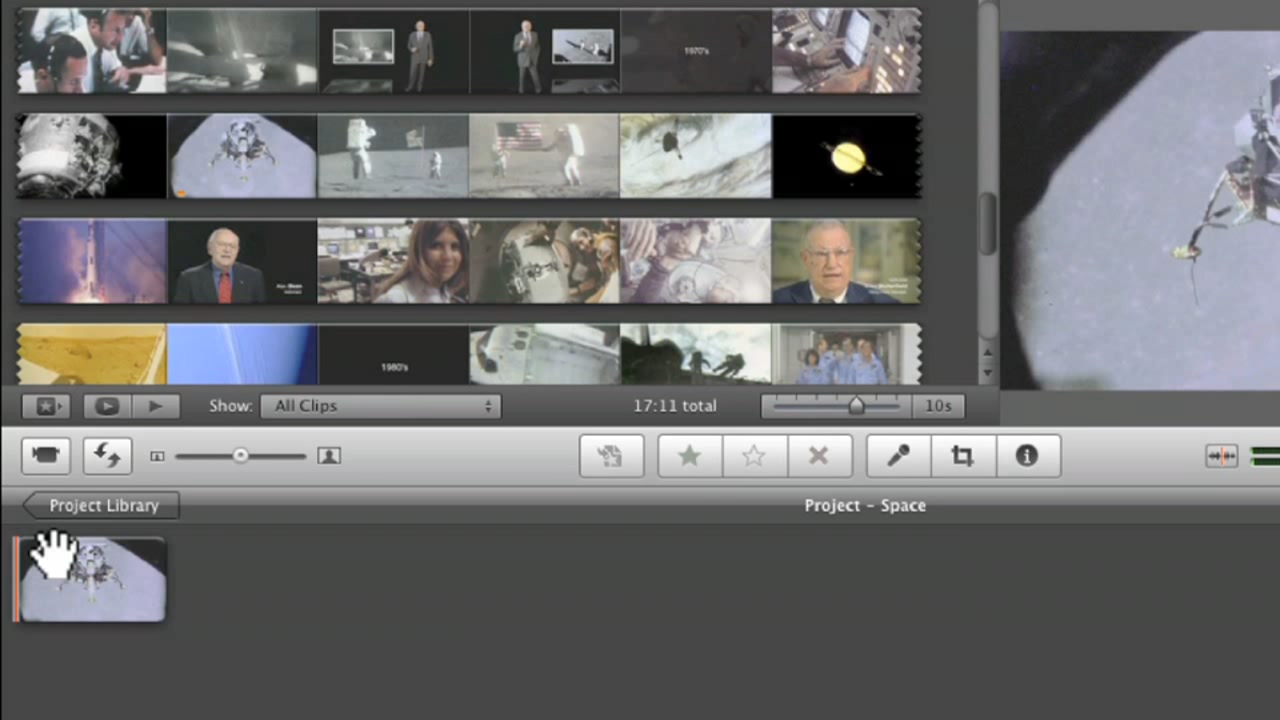 1970's
1980's
Show: All Clips 17:11 total 10s
Project Library Project - Space